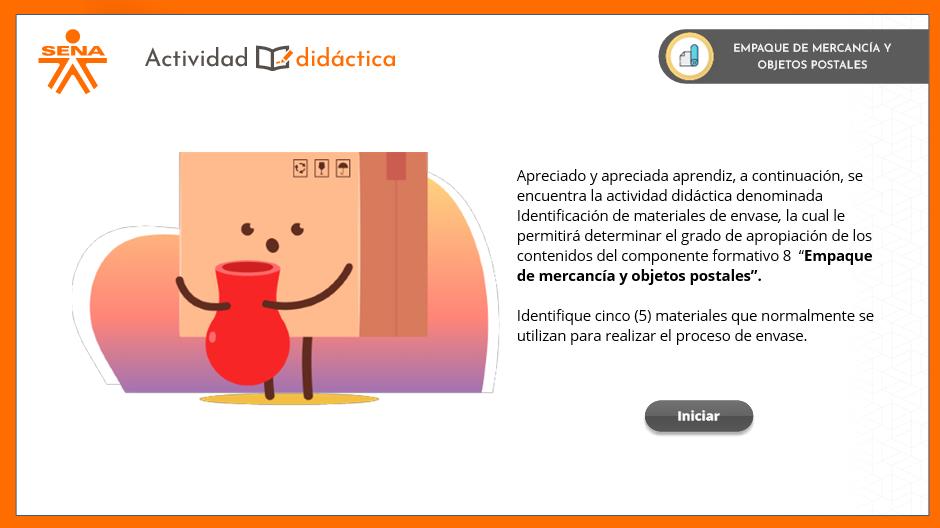 SENA
Actividad didáctica
EMPAQUE DE MERCANCÍA Y
OBJETOS POSTALES
Apreciado y apreciada aprendiz, a continuación, se
encuentra la actividad didáctica denominada
Identificación de materiales de envase, la cual le
permitirá determinar el grado de apropiación de los
contenidos del componente formativo 8 “Empaque
de mercancía y objetos postales”.
Identifique cinco (5) materiales que normalmente se
utilizan para realizar el proceso de envase.
Iniciar